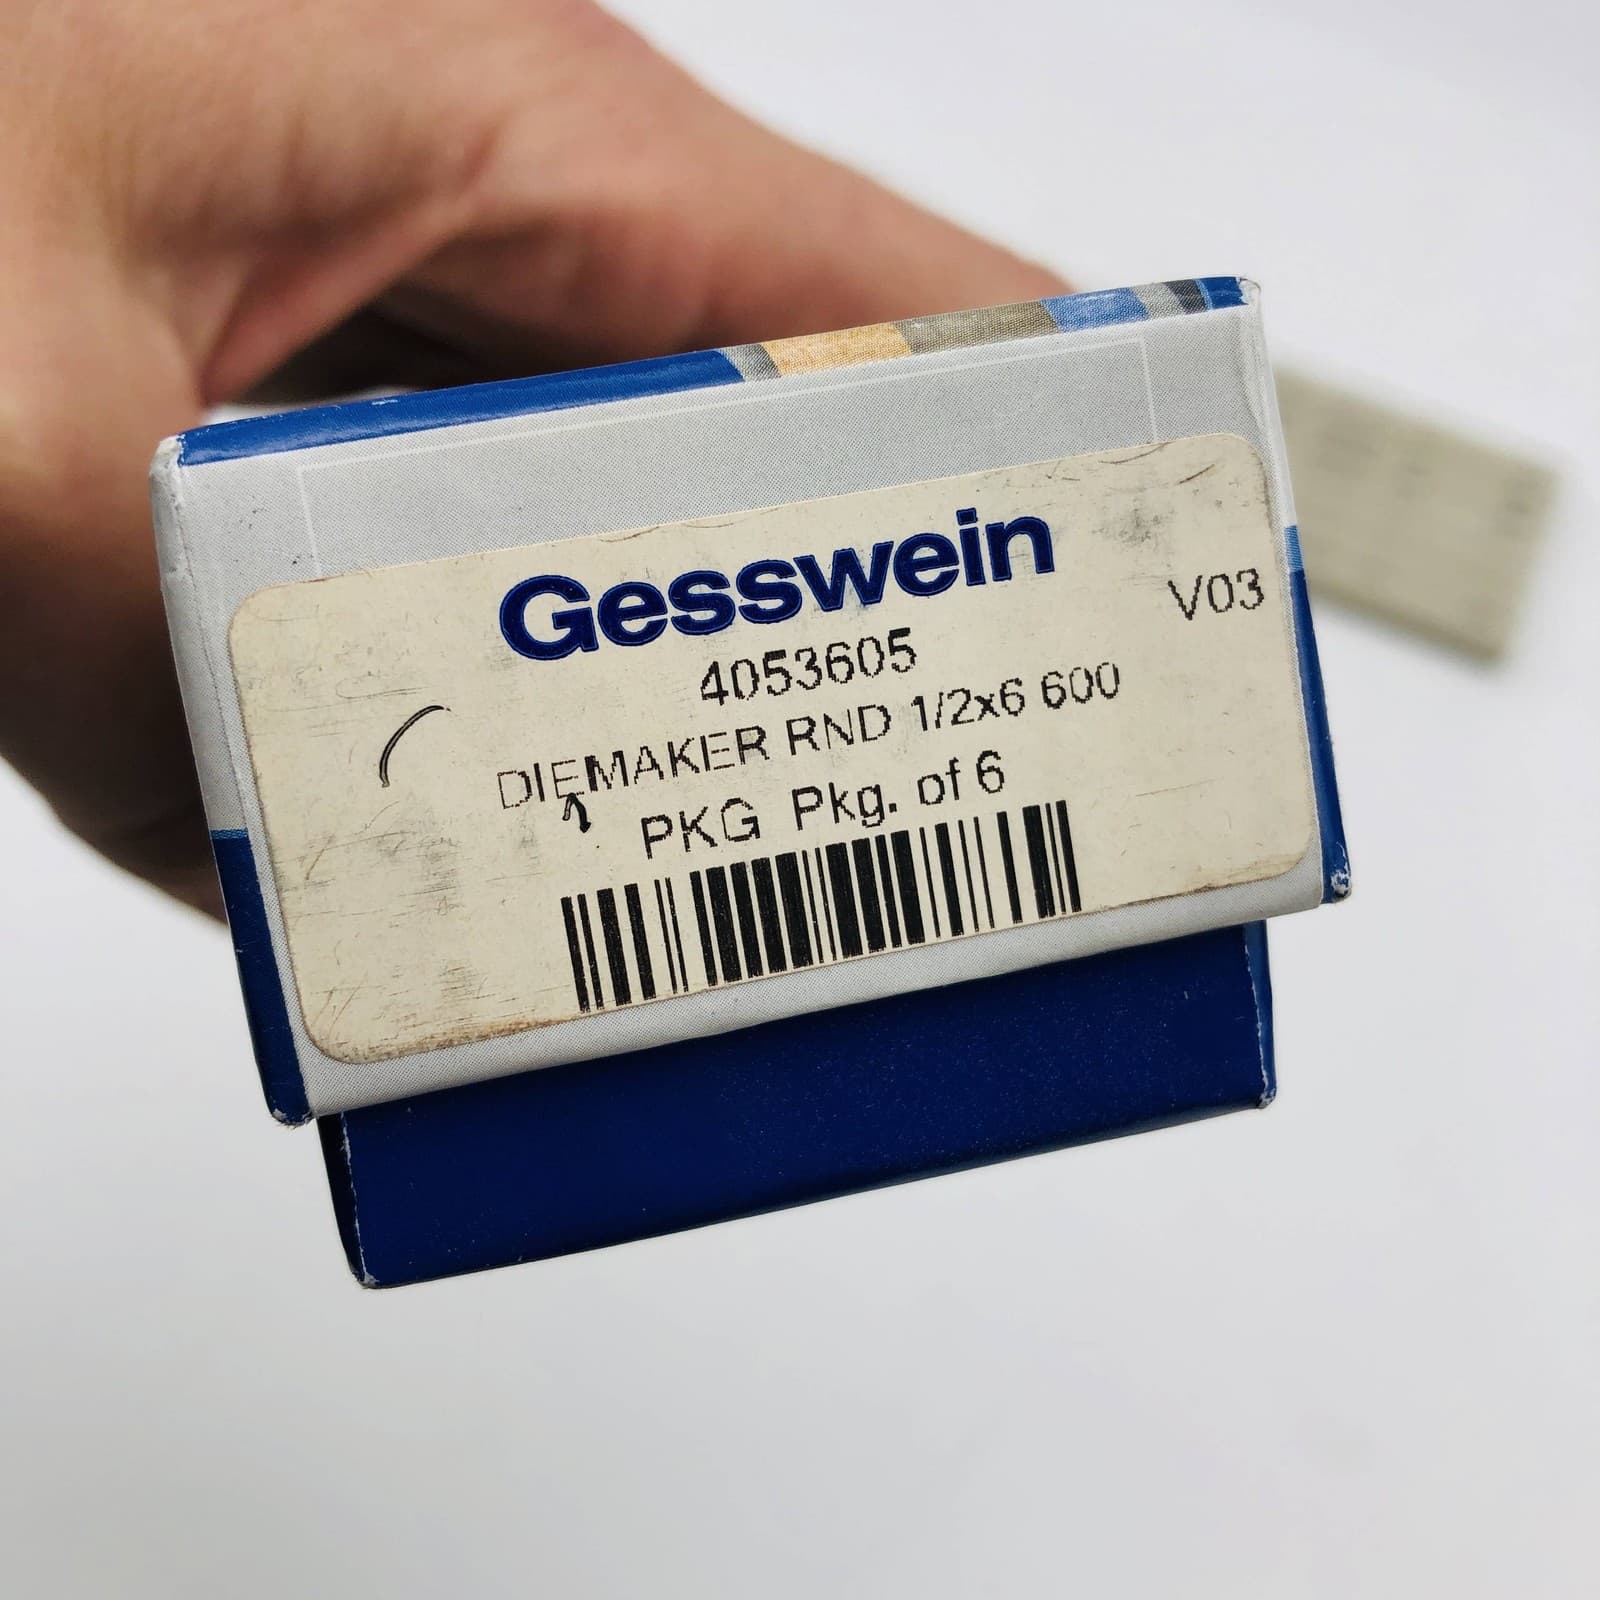 Gesswein
V03
4053605
DIEMAKER RND 1/2x6 600
PKG Pkg. of 6